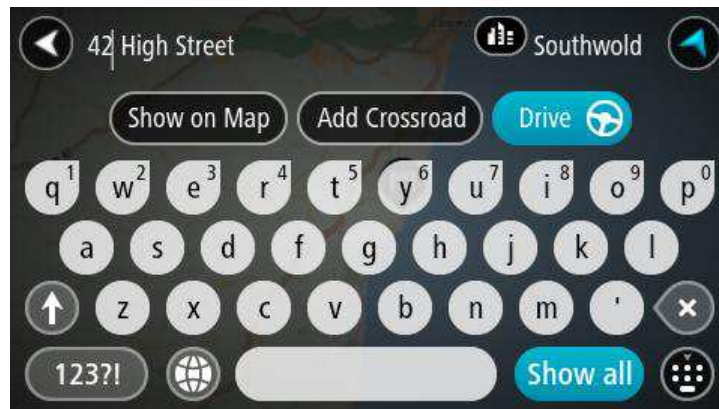 42 High Street Southwold
Show on Map Add Crossroad Drive
q1 w2 e3 r4 t5 y6 u7 i8 o9 p0
a s d f g h j k l
z x c v b n m '
123?! Show all